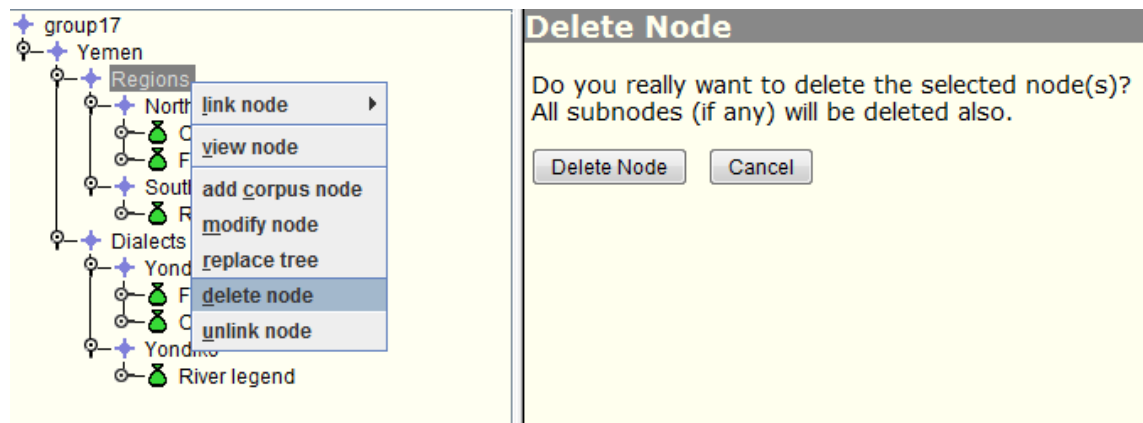 group17
Yemen
Regions
North
C
F
South
R
Dialects
Yond
F
C
Yondiko
River legend
link node
view node
add corpus node
modify node
replace tree
delete node
unlink node
Delete Node
Do you really want to delete the selected node(s)?
All subnodes (if any) will be deleted also.
Delete Node Cancel